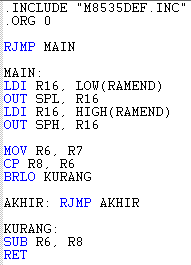 .INCLUDE "M8535DEF.INC"
.ORG 0
RJMP MAIN
MAIN:
LDI R16, LOW(RAMEND)
OUT SPL, R16
LDI R16, HIGH(RAMEND)
OUT SPH, R16
MOV R6, R7
CP R8, R6
BRLO KURANG
AKHIR: RJMP AKHIR
KURANG:
SUB R6, R8
RET